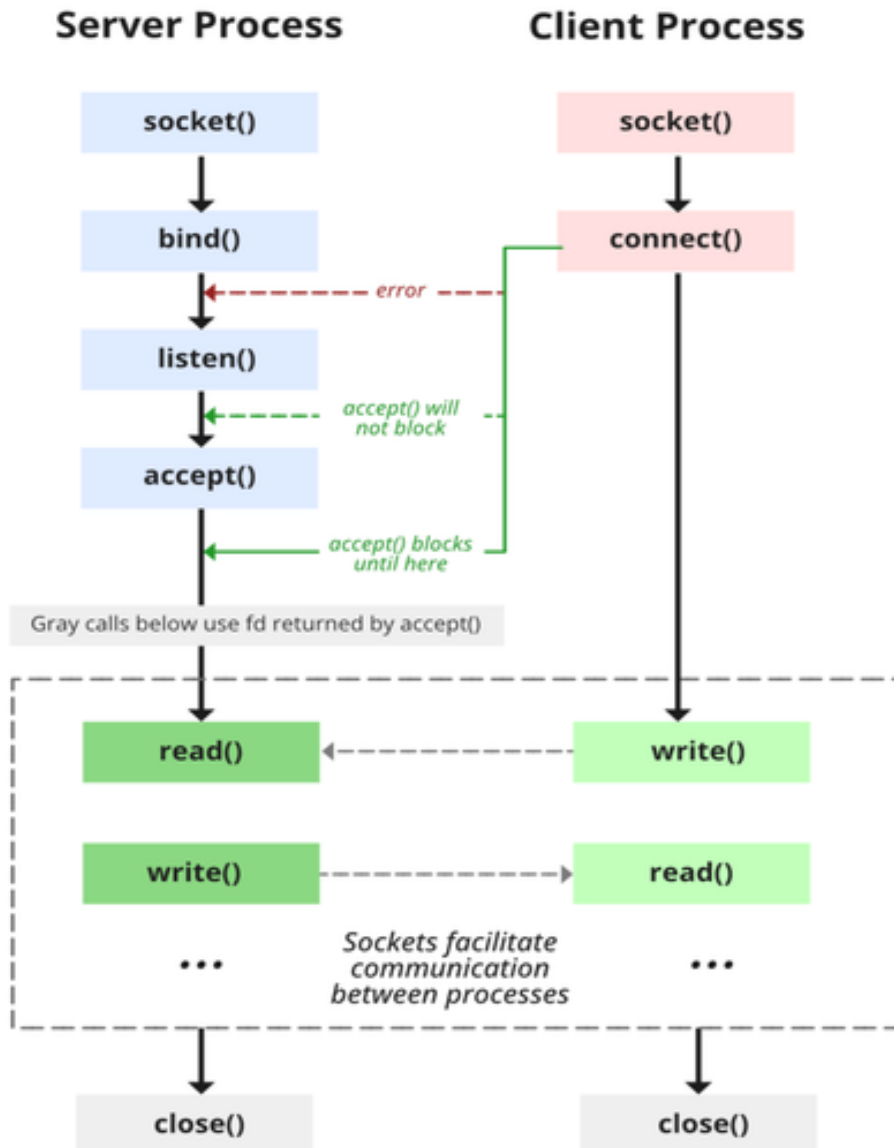 Server Process
Client Process
socket()
socket()
bind()
connect()
error
listen()
accept() will
not block
accept()
accept() blocks
until here
Gray calls below use fd returned by accept()
read()
write()
write()
read()
...
Sockets facilitate
communication
between processes
...
close()
close()